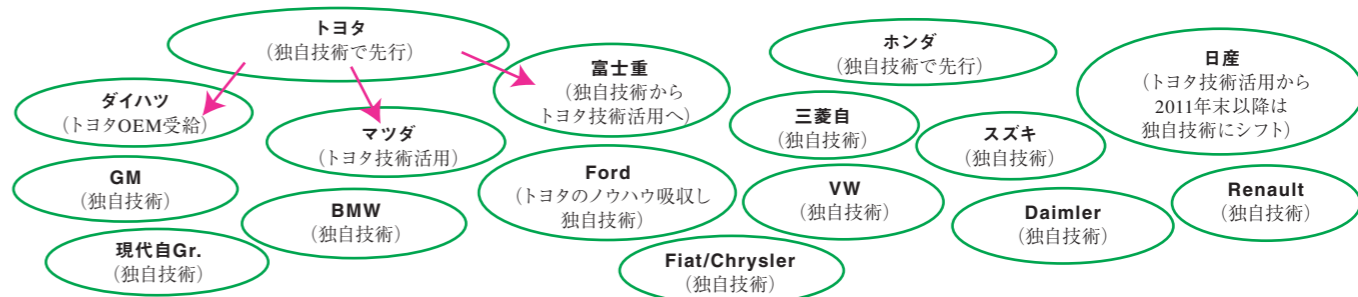 トヨタ
（独自技術で先行）
ホンダ
（独自技術で先行）
富士重
（独自技術から
トヨタ技術活用へ）
日産
（トヨタ技術活用から
2011年末以降は
独自技術にシフト）
ダイハツ
（トヨタOEM受給）
マツダ
（トヨタ技術活用）
三菱自
（独自技術）
スズキ
（独自技術）
GM
（独自技術）
BMW
（独自技術）
Ford
（トヨタのノウハウ吸収し
独自技術）
VW
（独自技術）
Daimler
（独自技術）
Renault
（独自技術）
現代自Gr.
（独自技術）
Fiat/Chrysler
（独自技術）